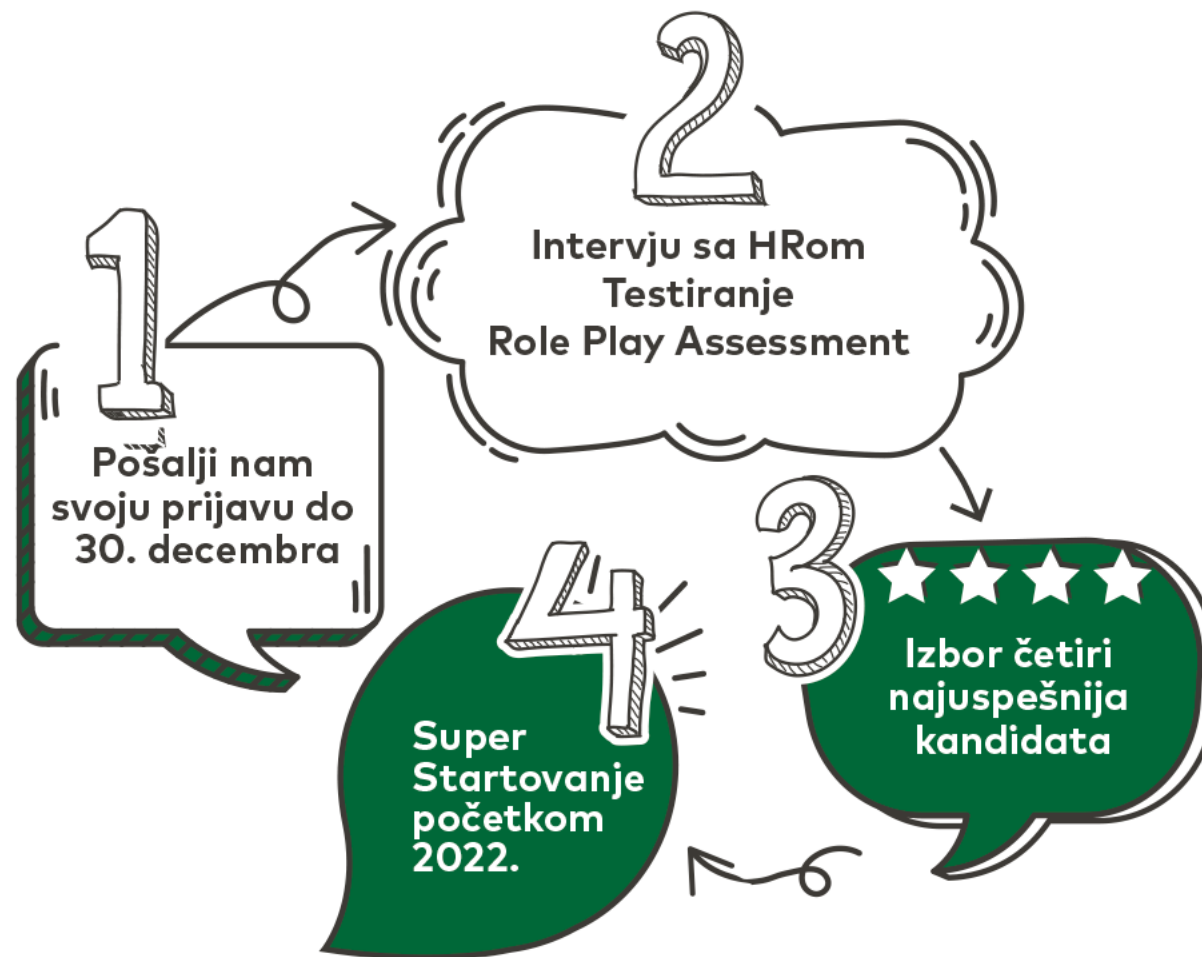 1
Pošalji nam
svoju prijavu do
30. decembra
2
Intervju sa HRom
Testiranje
Role Play Assessment
3
Izbor četiri
najuspešnija
kandidata
4
Super
Startovanje
početkom
2022.